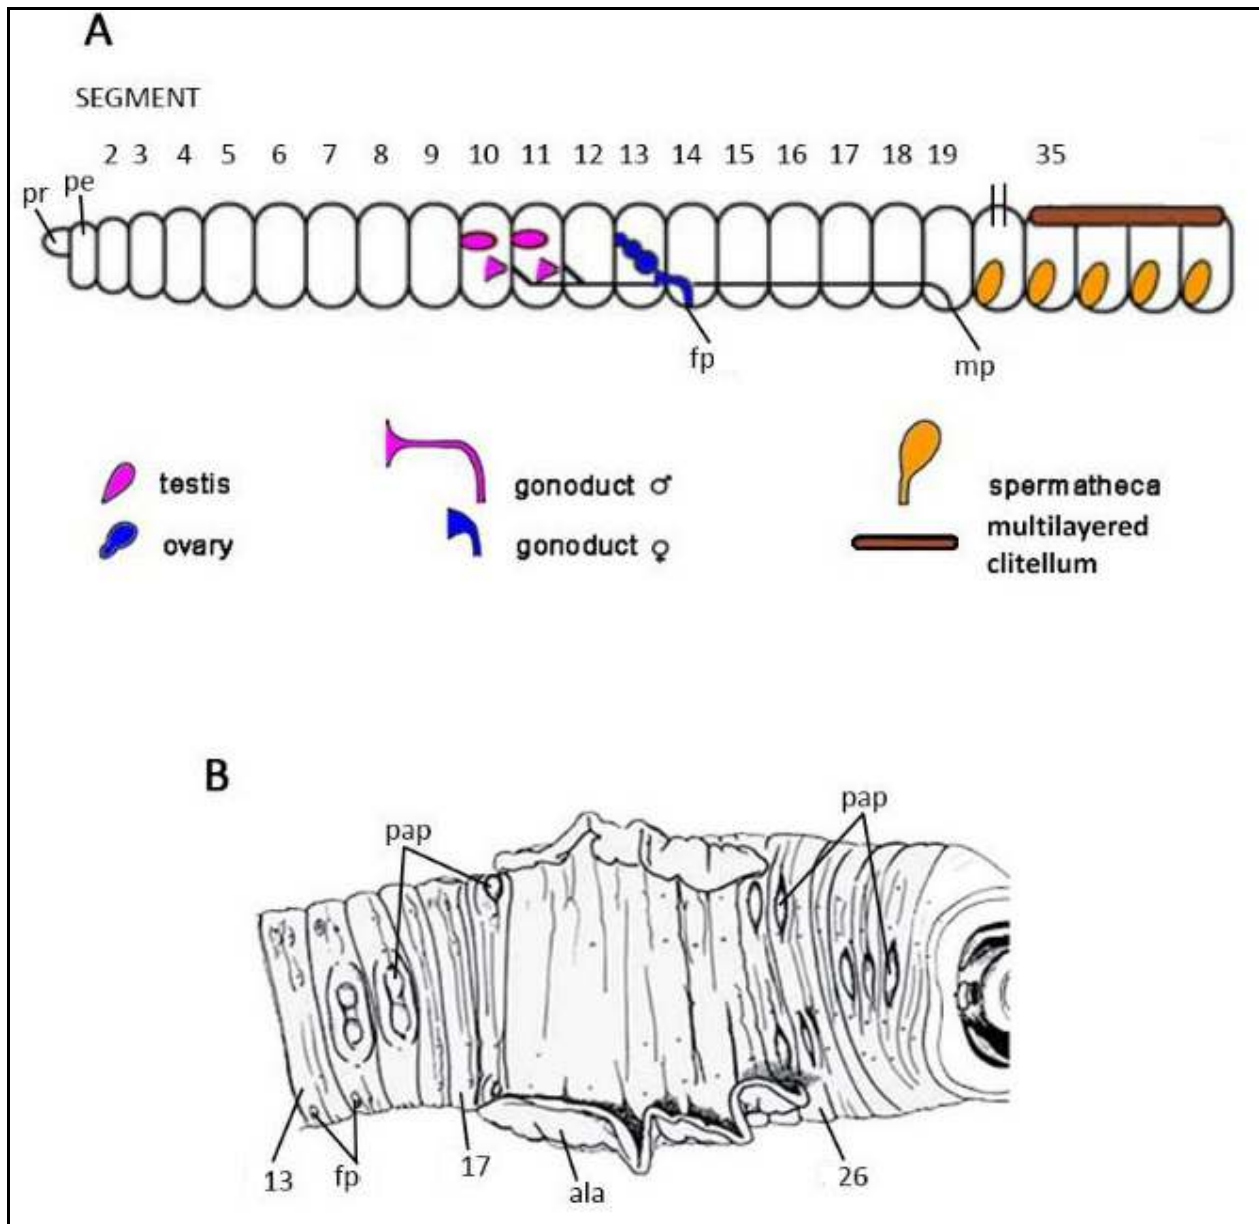 A
SEGMENT
2 3 4 5 6 7 8 9 10 11 12 13 14 15 16 17 18 19 35
pr pe
fp
mp
testis
gonoduct ♂
spermatheca
ovary
gonoduct ♀
multilayered
clitellum
B
pap
pap
13
fp
17
ala
26